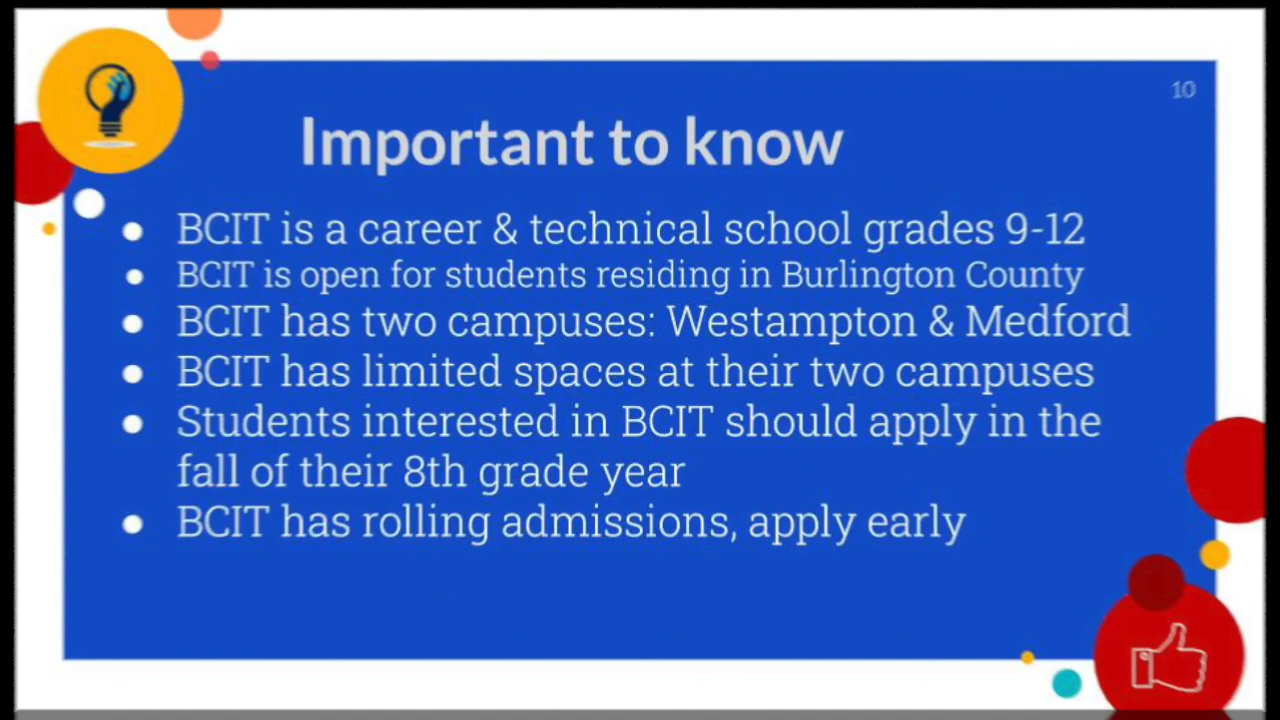 10
Important to know
● BCIT is a career & technical school grades 9-12
● BCIT is open for students residing in Burlington County
● BCIT has two campuses: Westampton & Medford
● BCIT has limited spaces at their two campuses
● Students interested in BCIT should apply in the
fall of their 8th grade year
● BCIT has rolling admissions, apply early